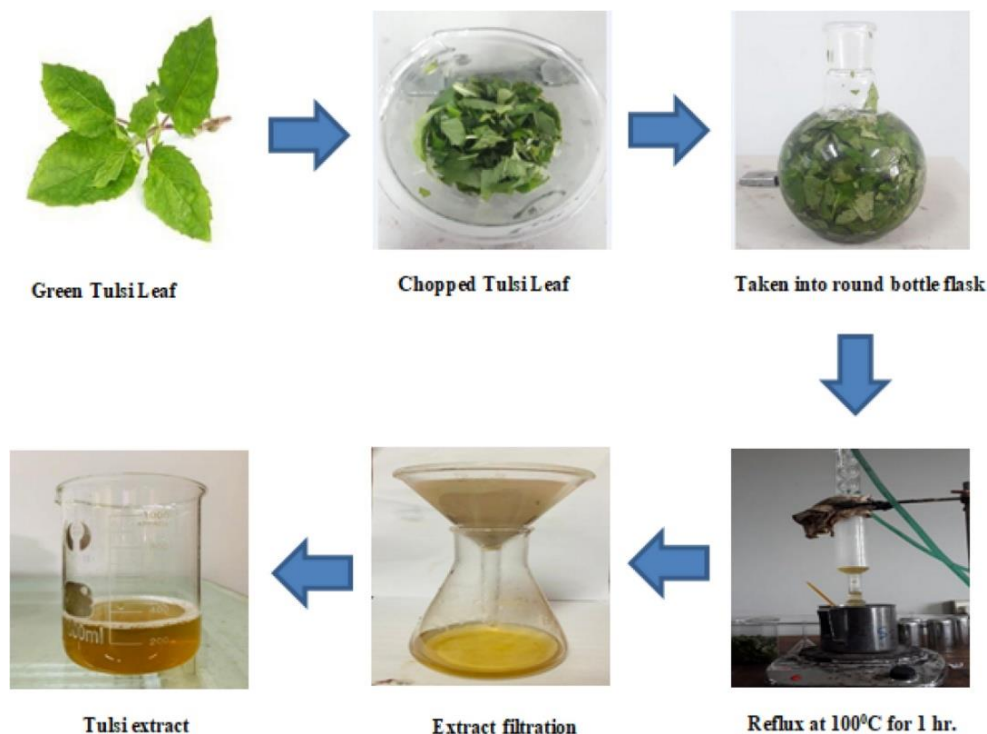 Green Tulsi Leaf
Chopped Tulsi Leaf
Taken into round bottle flask
Reflux at 100⁰C for 1 hr.
Extract filtration
Tulsi extract